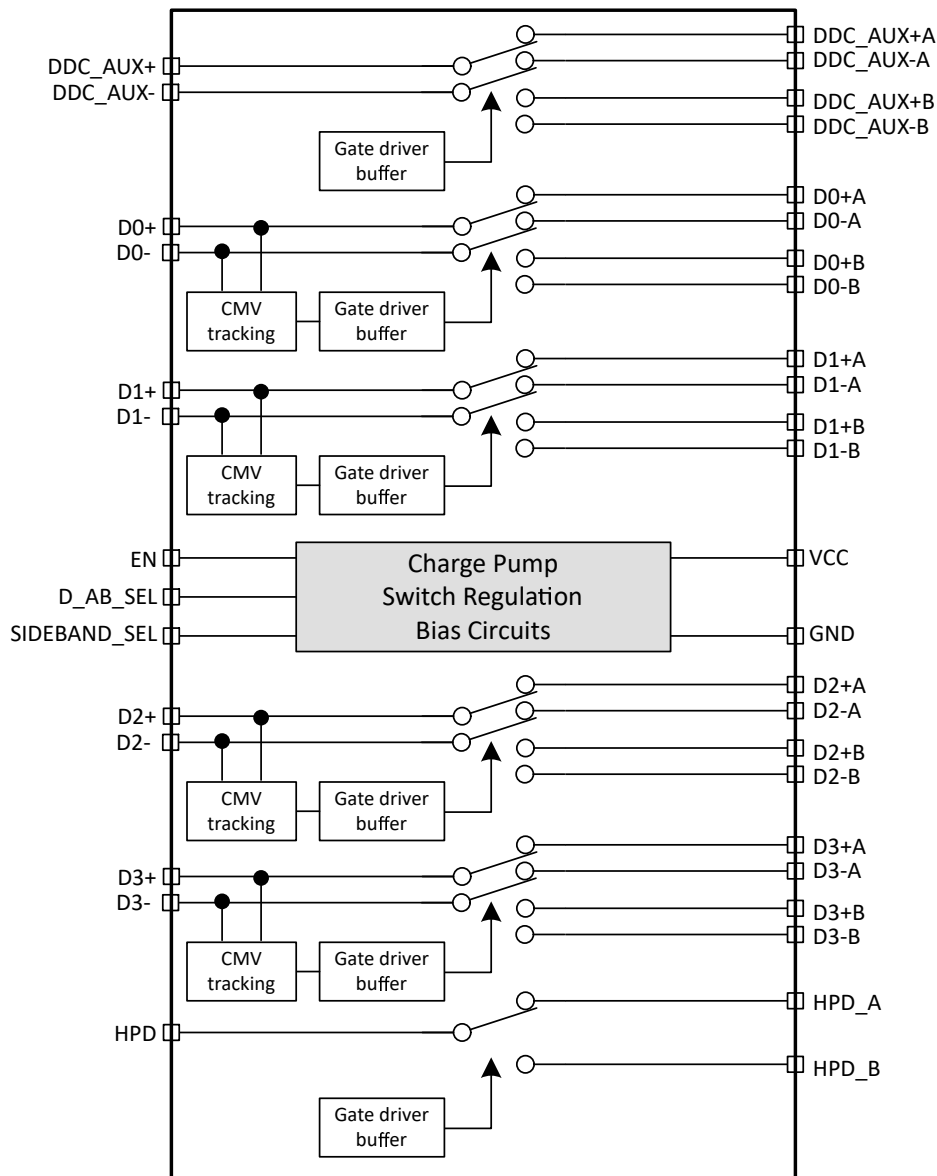 DDC_AUX+A
DDC_AUX-A
DDC_AUX+
DDC_AUX-
DDC_AUX+B
DDC_AUX-B
Gate driver
buffer
D0+A
D0-A
D0+
D0-
D0+B
D0-B
CMV
tracking
Gate driver
buffer
D1+A
D1-A
D1+
D1-
D1+B
D1-B
CMV
tracking
Gate driver
buffer
EN
D_AB_SEL
SIDEBAND_SEL
Charge Pump
Switch Regulation
Bias Circuits
VCC
GND
D2+A
D2-A
D2+
D2-
D2+B
D2-B
CMV
tracking
Gate driver
buffer
D3+A
D3-A
D3+
D3-
D3+B
D3-B
CMV
tracking
Gate driver
buffer
HPD_A
HPD
HPD_B
Gate driver
buffer